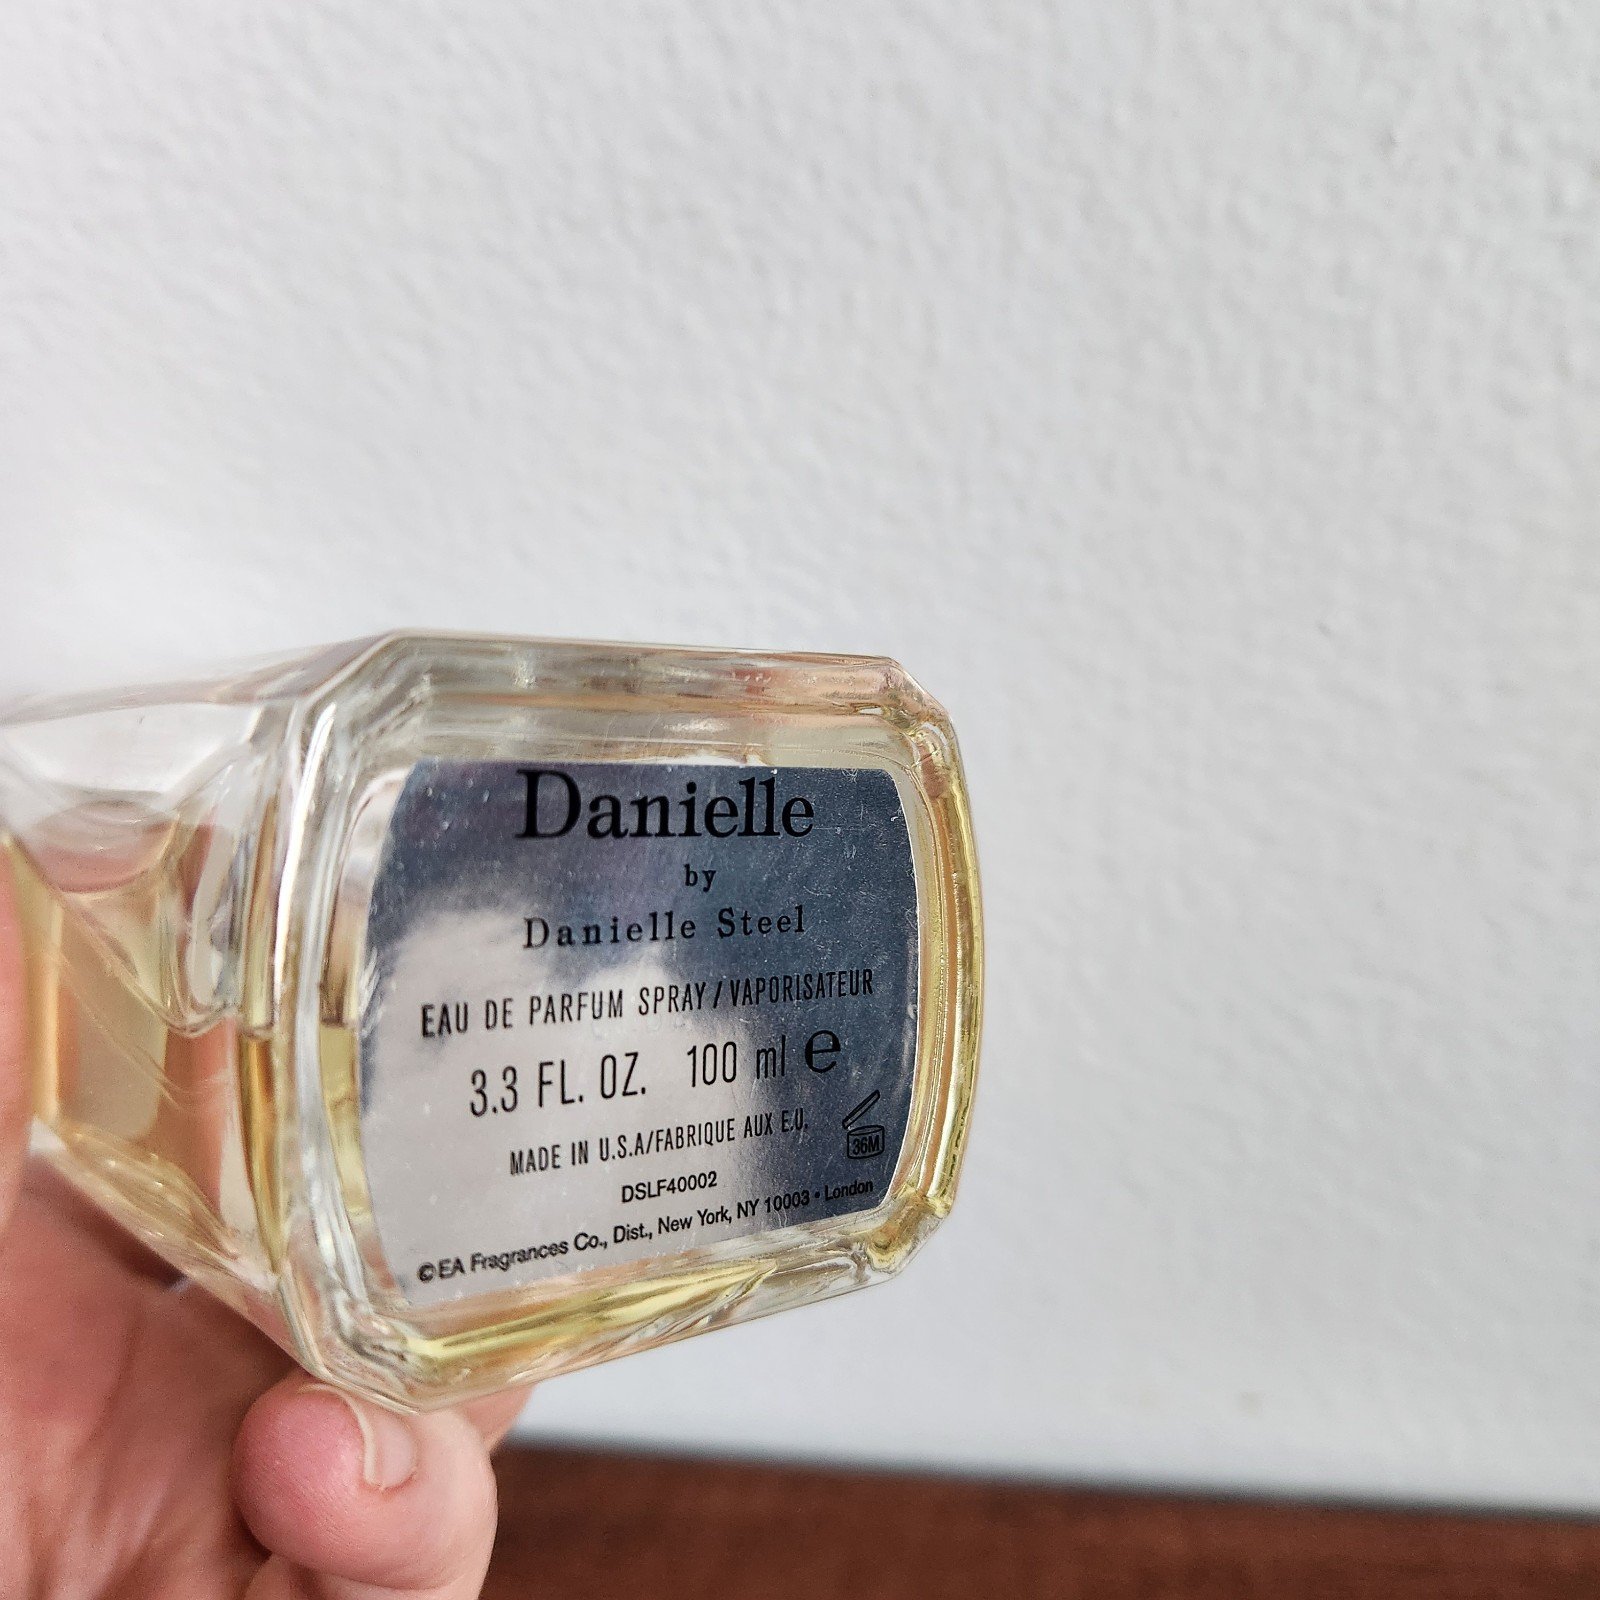 Danielle
by
Danielle Steel
EAU DE PARFUM SPRAY/VAPORISATEUR
3.3 FL. OZ. 100 ml e
MADE IN U.S.A/FABRIQUE AUX E.U.
36M
DSLF40002
©EA Fragrances Co., Dist., New York, NY 10003 • London